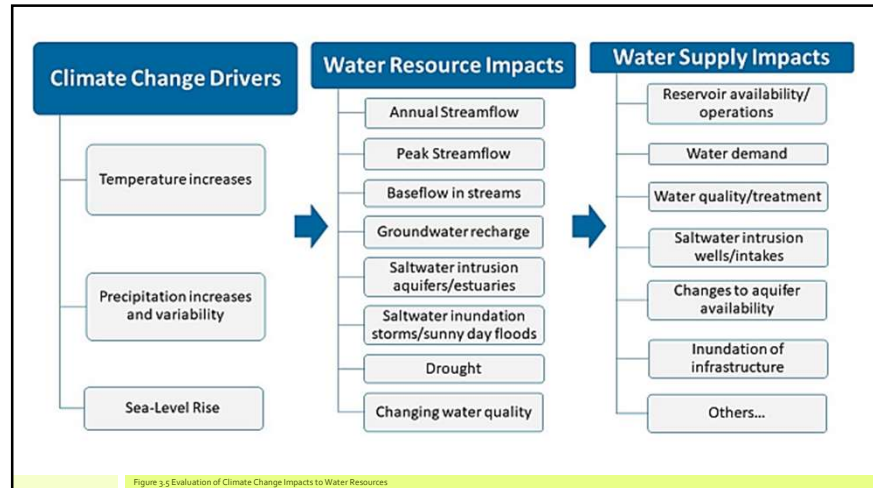 Climate Change Drivers
Temperature increases
Precipitation increases
and variability
Sea-Level Rise
Water Resource Impacts
Annual Streamflow
Peak Streamflow
Baseflow in streams
Groundwater recharge
Saltwater intrusion
aquifers/estuaries
Saltwater inundation
storms/sunny day floods
Drought
Changing water quality
Water Supply Impacts
Reservoir availability/
operations
Water demand
Water quality/treatment
Saltwater intrusion
wells/intakes
Changes to aquifer
availability
Inundation of
infrastructure
Others...
Figure 3.5 Evaluation of Climate Change Impacts to Water Resources